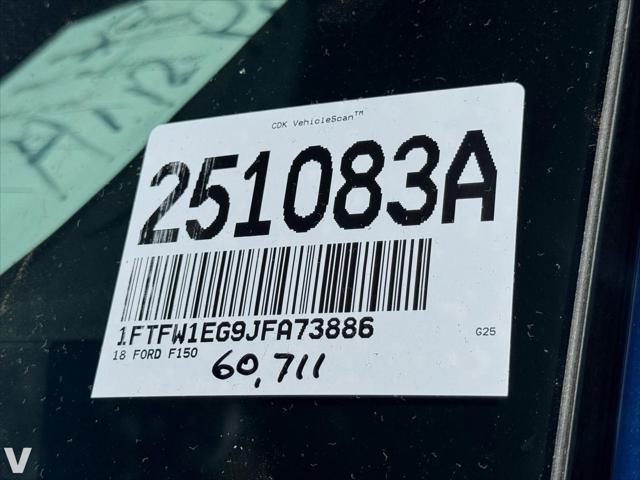 CDK VehicleScan™
251083A
1FTFW1EG9JFA73886
G25
18 FORD F150
60,711
V